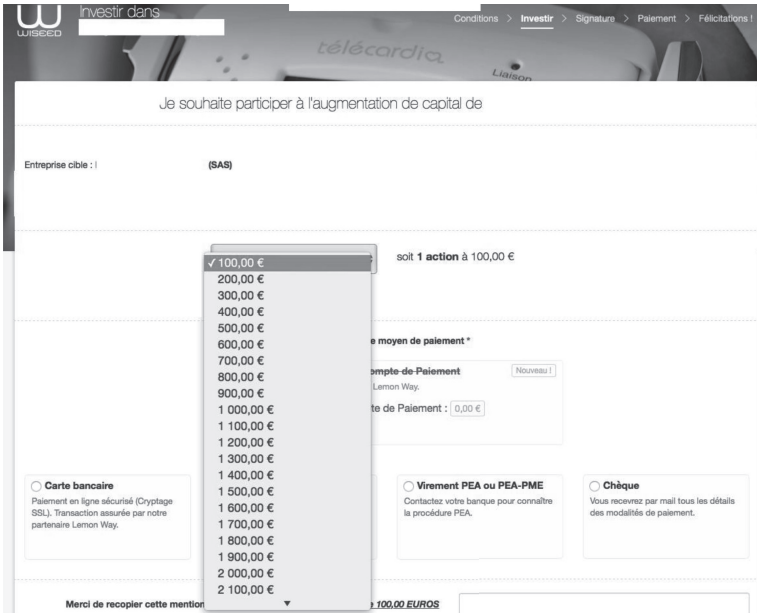 WISEED
Investir dans
Conditions > Investir > Signature > Paiement > Félicitations !
télécardia
Liaison
Je souhaite participer à l'augmentation de capital de
Entreprise cible :
(SAS)
✓ 100,00 €
soit 1 action à 100,00 €
200,00 €
300,00 €
400,00 €
500,00 €
600,00 €
700,00 €
800,00 €
900,00 €
1 000,00 €
1 100,00 €
1 200,00 €
1 300,00 €
1 400,00 €
1 500,00 €
1 600,00 €
1 700,00 €
1 800,00 €
1 900,00 €
2 000,00 €
2 100,00 €
moyen de paiement *
de Paiement
Nouveau !
Lemon Way.
de Paiement : 0,00 €
Carte bancaire
Paiement en ligne sécurisé (Cryptage
SSL). Transaction assurée par notre
partenaire Lemon Way.
Virement PEA ou PEA-PME
Contactez votre banque pour connaître
la procédure PEA.
Chèque
Vous recevrez par mail tous les détails
des modalités de paiement.
Merci de recopier cette mention
100,00 EUROS